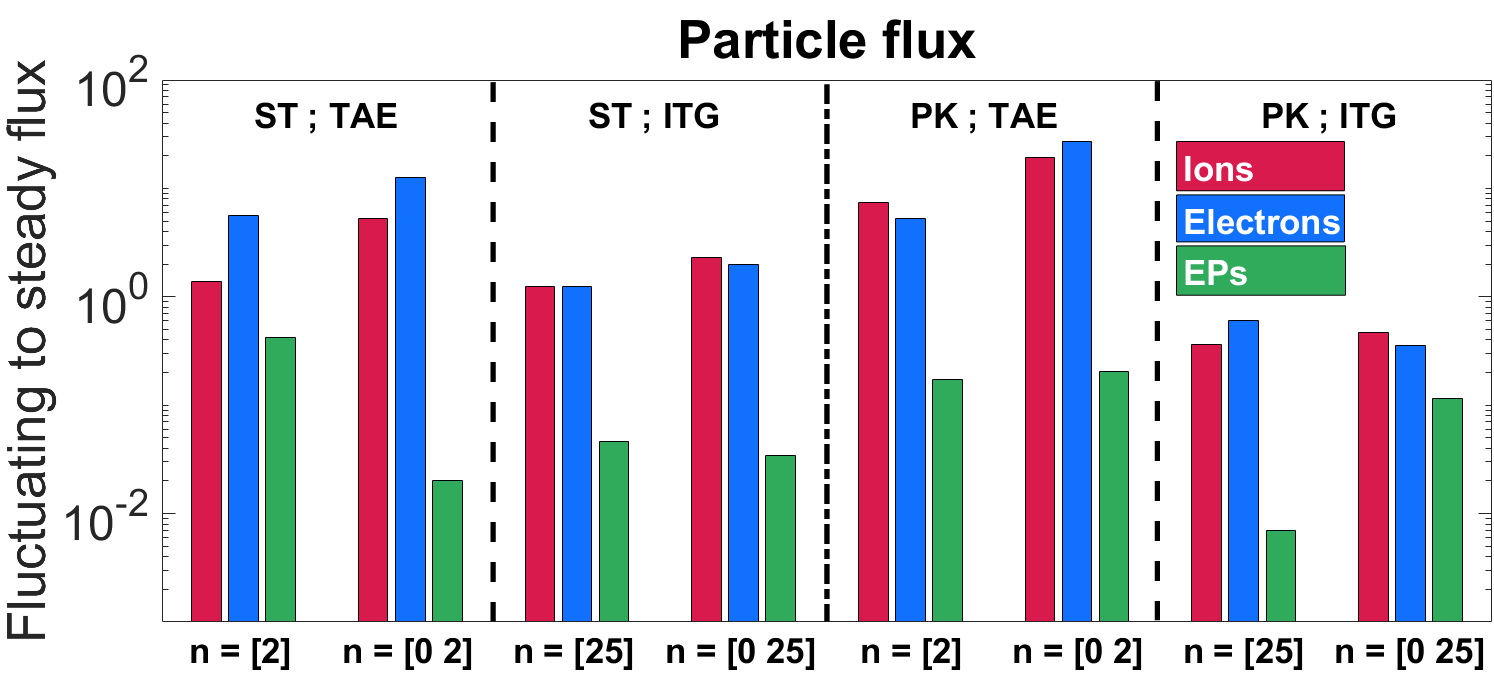 Particle flux
Fluctuating to steady flux
10^2
10^0
10^-2
ST ; TAE
ST ; ITG
PK ; TAE
PK ; ITG
Ions
Electrons
EPs
n = [2]
n = [0 2]
n = [25]
n = [0 25]
n = [2]
n = [0 2]
n = [25]
n = [0 25]